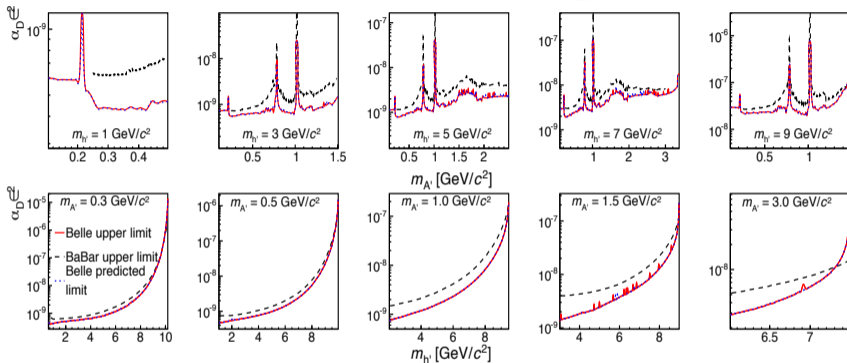 α_D ε²
10⁻⁹
m_h' = 1 GeV/c²
0.2 0.4
10⁻⁸
10⁻⁹
m_h' = 3 GeV/c²
0.5 1 1.5
10⁻⁷
10⁻⁸
10⁻⁹
m_h' = 5 GeV/c²
0.5 1 1.5 2
10⁻⁶
10⁻⁷
10⁻⁸
10⁻⁹
m_h' = 7 GeV/c²
1 2 3
10⁻⁷
10⁻⁸
m_h' = 9 GeV/c²
0.5 1
m_A' [GeV/c²]
α_D ε²
10⁻⁵
10⁻⁶
10⁻⁷
10⁻⁸
10⁻⁹
m_A' = 0.3 GeV/c²
Belle upper limit
BaBar upper limit
Belle predicted
limit
2 4 6 8 10
10⁻⁶
10⁻⁷
10⁻⁸
10⁻⁹
m_A' = 0.5 GeV/c²
2 4 6 8
10⁻⁷
10⁻⁸
10⁻⁹
m_A' = 1.0 GeV/c²
4 6 8
10⁻⁶
10⁻⁷
10⁻⁸
10⁻⁹
m_A' = 1.5 GeV/c²
4 6 8
10⁻⁸
m_A' = 3.0 GeV/c²
6.5 7
m_h' [GeV/c²]